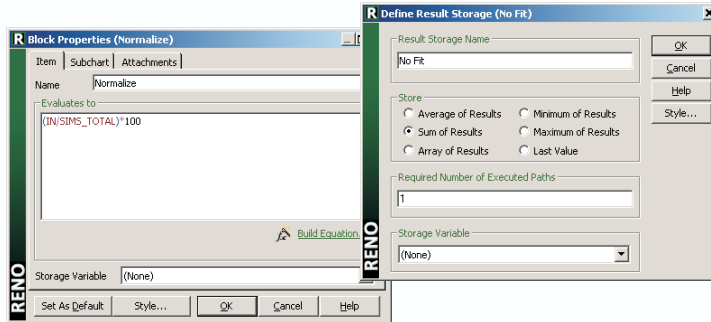 Block Properties (Normalize)
Item Subchart Attachments
Name Normalize
Evaluates to
(IN/SIMS_TOTAL)*100
Build Equation
Storage Variable (None)
Set As Default Style... OK Cancel Help
RENO
Define Result Storage (No Fit)
Result Storage Name
No Fit
OK
Cancel
Help
Style...
Store
Average of Results Minimum of Results
Sum of Results Maximum of Results
Array of Results Last Value
Required Number of Executed Paths
1
Storage Variable
(None)
RENO